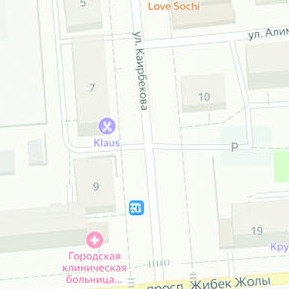 5
Love Sochi
ул. Алим
ул. Каирбекова
7
10
Klaus
P
9
19
Городская
клиническая
больница...
Кру
просп. Жибек Жолы